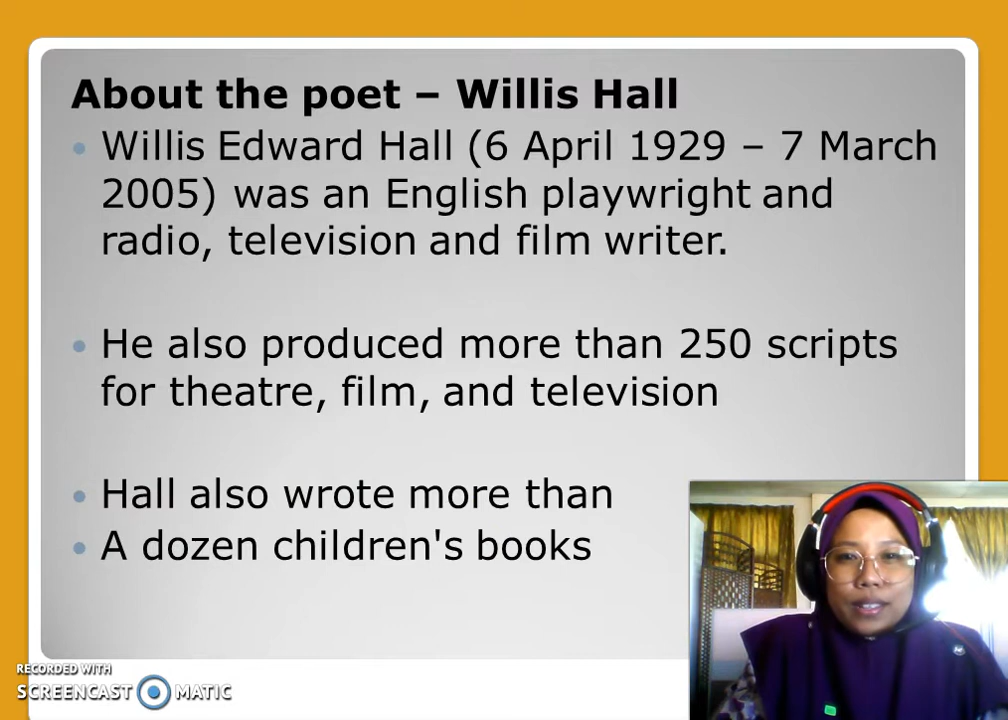 About the poet – Willis Hall
• Willis Edward Hall (6 April 1929 – 7 March
2005) was an English playwright and
radio, television and film writer.
• He also produced more than 250 scripts
for theatre, film, and television
• Hall also wrote more than
• A dozen children's books
RECORDED WITH
SCREENCAST MATIC